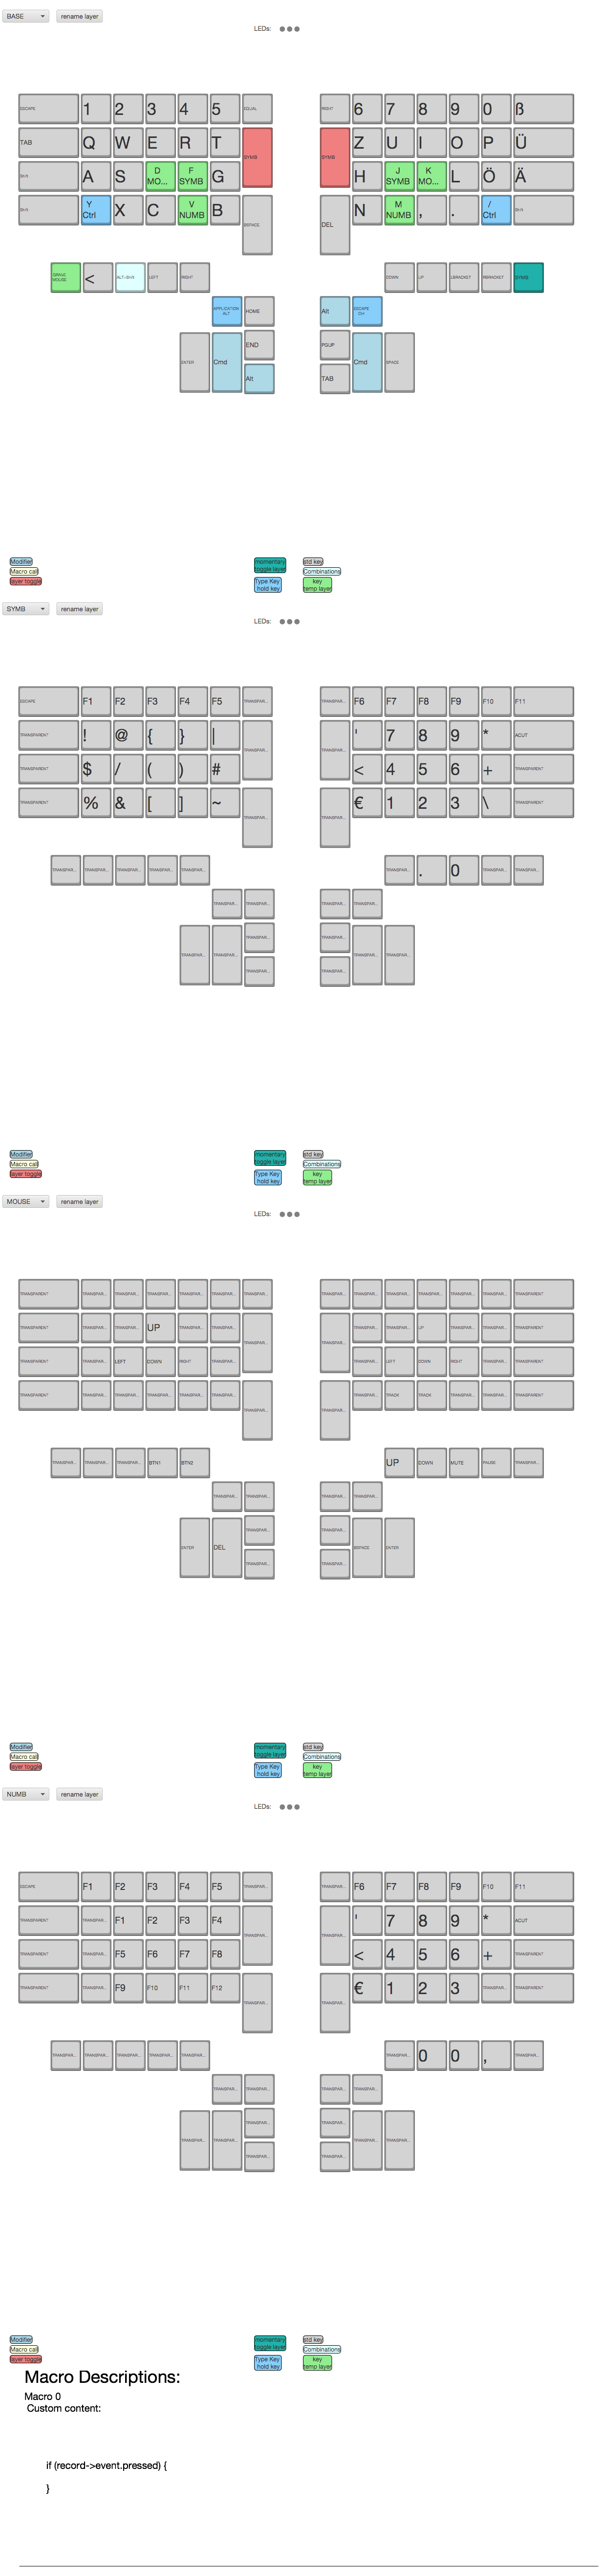 BASE rename layer
LEDs:
ESCAPE 1 2 3 4 5 EQUAL RIGHT 6 7 8 9 0 ß
TAB Q W E R T SYMB SYMB Z U I O P Ü
Shift A S D MO... F SYMB G H J SYMB K MO... L Ö Ä
Shift Y Ctrl X C V NUMB B BSPACE DEL N M NUMB , . / Ctrl Shift
GRAVE MOUSE < ALT-Shift LEFT RIGHT DOWN UP LBRACKET RBRACKET SYMB
APPLICATION ALT HOME Alt ESCAPE Ctrl
ENTER Cmd END PGUP Cmd SPACE
Alt TAB
Modifier momentary toggle layer std key
Macro call Combinations
layer toggle Type Key hold key key temp layer
SYMB rename layer
LEDs:
ESCAPE F1 F2 F3 F4 F5 TRANSPAR... TRANSPAR... F6 F7 F8 F9 F10 F11
TRANSPARENT ! @ { } | TRANSPAR... TRANSPAR... ' 7 8 9 * ACUT
TRANSPARENT $ / ( ) # < 4 5 6 + TRANSPARENT
TRANSPARENT % & [ ] ~ TRANSPAR... TRANSPAR... € 1 2 3 \ TRANSPARENT
TRANSPAR... TRANSPAR... TRANSPAR... TRANSPAR... TRANSPAR... TRANSPAR... . 0 TRANSPAR... TRANSPAR...
TRANSPAR... TRANSPAR... TRANSPAR... TRANSPAR...
TRANSPAR... TRANSPAR... TRANSPAR... TRANSPAR... TRANSPAR... TRANSPAR...
TRANSPAR... TRANSPAR...
Modifier momentary toggle layer std key
Macro call Combinations
layer toggle Type Key hold key key temp layer
MOUSE rename layer
LEDs:
TRANSPARENT TRANSPAR... TRANSPAR... TRANSPAR... TRANSPAR... TRANSPAR... TRANSPAR... TRANSPAR... TRANSPAR... TRANSPAR... TRANSPAR... TRANSPAR... TRANSPAR... TRANSPARENT
TRANSPARENT TRANSPAR... TRANSPAR... UP TRANSPAR... TRANSPAR... TRANSPAR... TRANSPAR... TRANSPAR... TRANSPAR... UP TRANSPAR... TRANSPAR... TRANSPARENT
TRANSPARENT TRANSPAR... LEFT DOWN RIGHT TRANSPAR... TRANSPAR... LEFT DOWN RIGHT TRANSPAR... TRANSPARENT
TRANSPARENT TRANSPAR... TRANSPAR... TRANSPAR... TRANSPAR... TRANSPAR... TRANSPAR... TRANSPAR... TRANSPAR... TRACK TRACK TRANSPAR... TRANSPAR... TRANSPARENT
TRANSPAR... TRANSPAR... TRANSPAR... BTN1 BTN2 UP DOWN MUTE PAUSE TRANSPAR...
TRANSPAR... TRANSPAR... TRANSPAR... TRANSPAR...
ENTER DEL TRANSPAR... TRANSPAR... BSPACE ENTER
TRANSPAR... TRANSPAR...
Modifier momentary toggle layer std key
Macro call Combinations
layer toggle Type Key hold key key temp layer
NUMB rename layer
LEDs:
ESCAPE F1 F2 F3 F4 F5 TRANSPAR... TRANSPAR... F6 F7 F8 F9 F10 F11
TRANSPARENT TRANSPAR... F1 F2 F3 F4 TRANSPAR... TRANSPAR... ' 7 8 9 * ACUT
TRANSPARENT TRANSPAR... F5 F6 F7 F8 < 4 5 6 + TRANSPARENT
TRANSPARENT TRANSPAR... F9 F10 F11 F12 TRANSPAR... TRANSPAR... € 1 2 3 TRANSPAR... TRANSPARENT
TRANSPAR... TRANSPAR... TRANSPAR... TRANSPAR... TRANSPAR... TRANSPAR... 0 0 , TRANSPAR...
TRANSPAR... TRANSPAR... TRANSPAR... TRANSPAR...
TRANSPAR... TRANSPAR... TRANSPAR... TRANSPAR... TRANSPAR... TRANSPAR...
TRANSPAR... TRANSPAR...
Modifier momentary toggle layer std key
Macro call Combinations
layer toggle Type Key hold key key temp layer
Macro Descriptions:
Macro 0
Custom content:
if (record->event.pressed) {
}